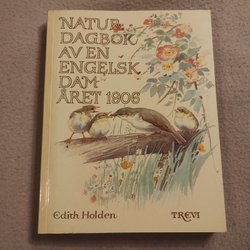 NATUR
DAGBOK
AV EN
ENGELSK
DAM
ÅRET 1906
Edith Holden
TREVI